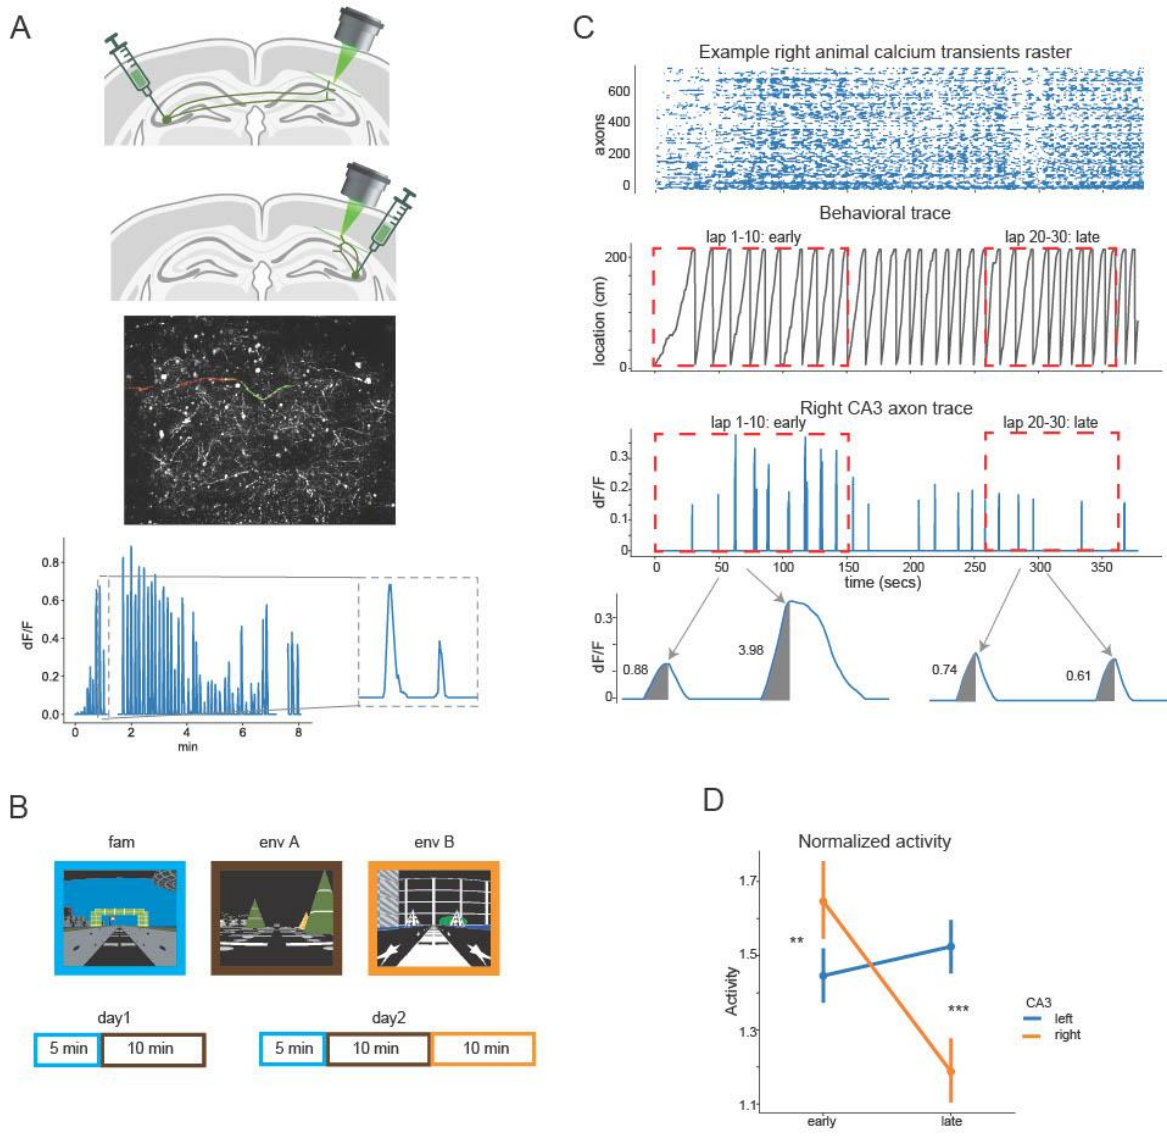 A
0.8
0.6
0.4
0.2
0.0
dF/F
0 2 4 6 8
min
B
fam env A env B
day1 day2
5 min 10 min 5 min 10 min 10 min
C
Example right animal calcium transients raster
600
400
200
0
axons
Behavioral trace
lap 1-10: early lap 20-30: late
200
0
location (cm)
Right CA3 axon trace
lap 1-10: early lap 20-30: late
0.3
0.2
0.1
0
dF/F
0 50 100 150 200 250 300 350
time (secs)
0.3
0
dF/F
0.88 3.98 0.74 0.61
D
Normalized activity
1.7
1.5
1.3
1.1
Activity
**
***
CA3
left
right
early late